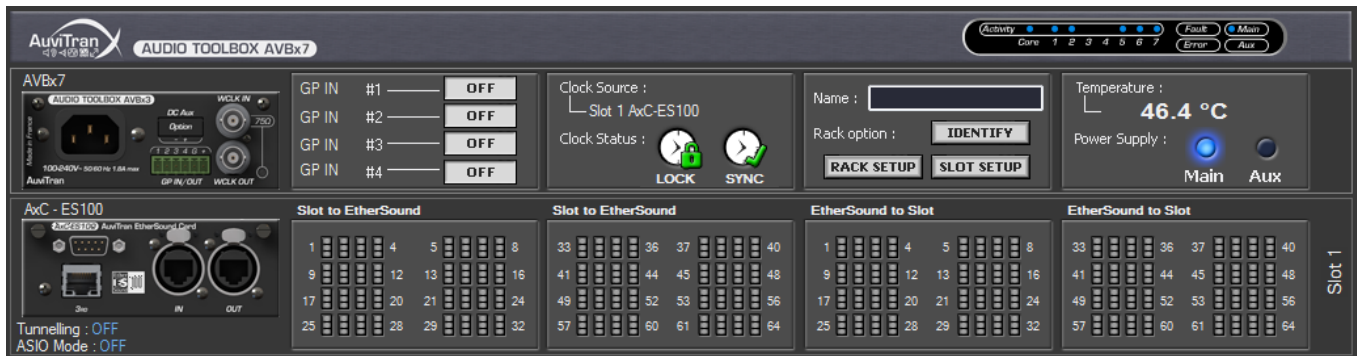 AuviTran
AUDIO TOOLBOX AVBx7
Activity
Core 1 2 3 4 5 6 7
Fault Main
Error Aux
AVBx7
AUDIO TOOLBOX AVBx3
WCLK IN
DC Aux
Option
75Ω
Made in France
1 2 3 4 G +
100-240V~ 50/60 Hz 1.8A max
AuviTran
GP IN/OUT WCLK OUT
GP IN #1 OFF
GP IN #2 OFF
GP IN #3 OFF
GP IN #4 OFF
Clock Source :
Slot 1 AxC-ES100
Clock Status :
LOCK SYNC
Name :
Rack option : IDENTIFY
RACK SETUP SLOT SETUP
Temperature :
46.4 °C
Power Supply :
Main Aux
AxC - ES100
AxC-ES100 AuviTran EtherSound Card
3RD IN OUT
Tunnelling : OFF
ASIO Mode : OFF
Slot to EtherSound
1 4 5 8
9 12 13 16
17 20 21 24
25 28 29 32
Slot to EtherSound
33 36 37 40
41 44 45 48
49 52 53 56
57 60 61 64
EtherSound to Slot
1 4 5 8
9 12 13 16
17 20 21 24
25 28 29 32
EtherSound to Slot
33 36 37 40
41 44 45 48
49 52 53 56
57 60 61 64
Slot 1